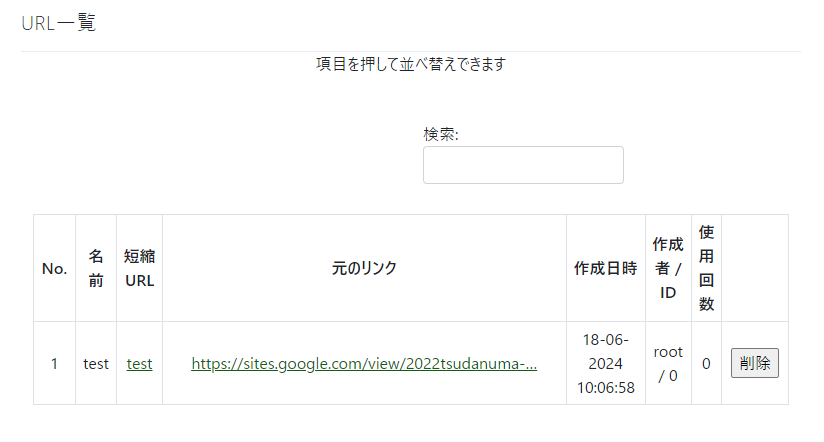 URL一覧
項目を押して並べ替えできます
検索:
No.
名
前
短縮
URL
元のリンク
作成日時
作成
者 /
ID
使
用
回
数
1
test
test
https://sites.google.com/view/2022tsudanuma-...
18-06-
2024
10:06:58
root
/ 0
0
削除